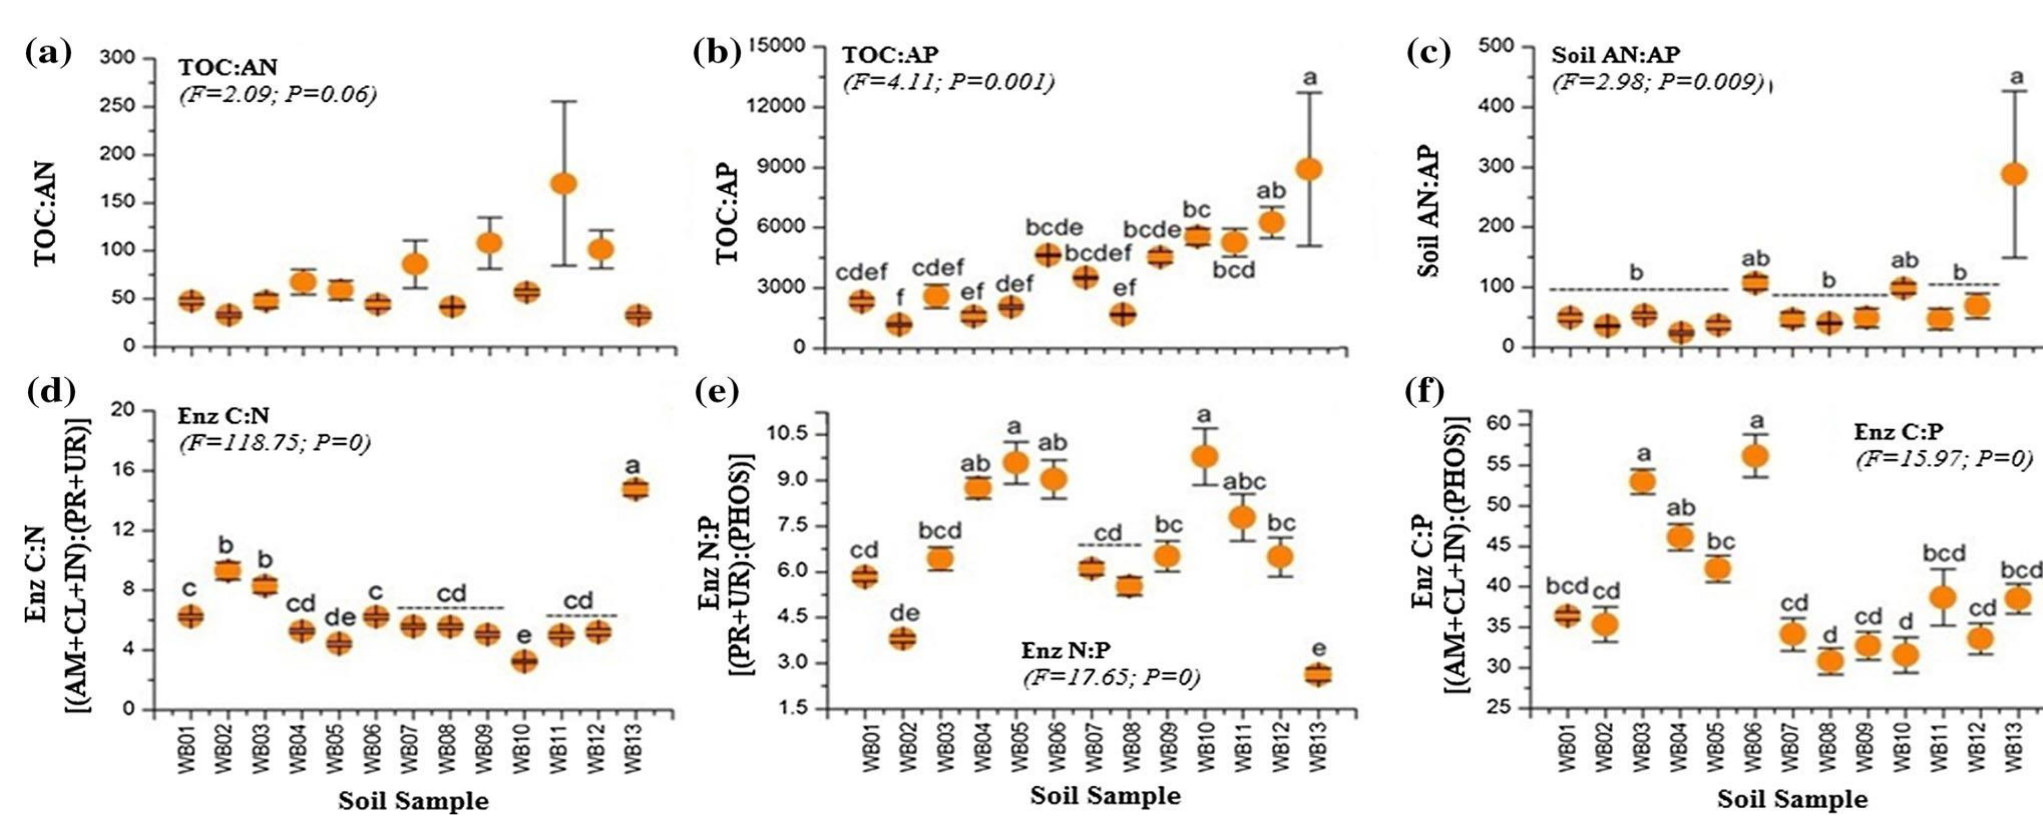 (a)
300
250
200
150
100
50
0
TOC:AN
TOC:AN
(F=2.09; P=0.06)
(b)
15000
12000
9000
6000
3000
0
TOC:AP
TOC:AP
(F=4.11; P=0.001)
cdef
f
cdef
ef
def
bcde
bcdef
ef
bcde
bc
bcd
ab
a
(c)
500
400
300
200
100
0
Soil AN:AP
Soil AN:AP
(F=2.98; P=0.009)
b
ab
b
ab
b
a
(d)
20
16
12
8
4
0
Enz C:N
[(AM+CL+IN):(PR+UR)]
Enz C:N
(F=118.75; P=0)
c
b
b
cd
de
c
cd
e
cd
a
WB01
WB02
WB03
WB04
WB05
WB06
WB07
WB08
WB09
WB10
WB11
WB12
WB13
Soil Sample
(e)
10.5
9.0
7.5
6.0
4.5
3.0
1.5
Enz N:P
[(PR+UR):(PHOS)]
Enz N:P
(F=17.65; P=0)
cd
de
bcd
ab
a
ab
cd
bc
a
abc
bc
e
WB01
WB02
WB03
WB04
WB05
WB06
WB07
WB08
WB09
WB10
WB11
WB12
WB13
Soil Sample
(f)
60
55
50
45
40
35
30
25
Enz C:P
[(AM+CL+IN):(PHOS)]
Enz C:P
(F=15.97; P=0)
bcd
cd
a
ab
bc
a
cd
d
cd
d
bcd
cd
bcd
WB01
WB02
WB03
WB04
WB05
WB06
WB07
WB08
WB09
WB10
WB11
WB12
WB13
Soil Sample